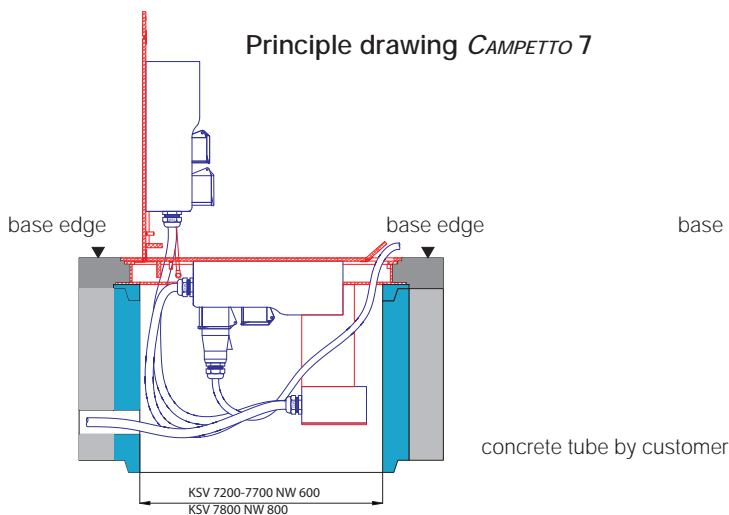 Principle drawing CAMPETTO 7
base edge
base edge
base
concrete tube by customer
KSV 7200-7700 NW 600
KSV 7800 NW 800